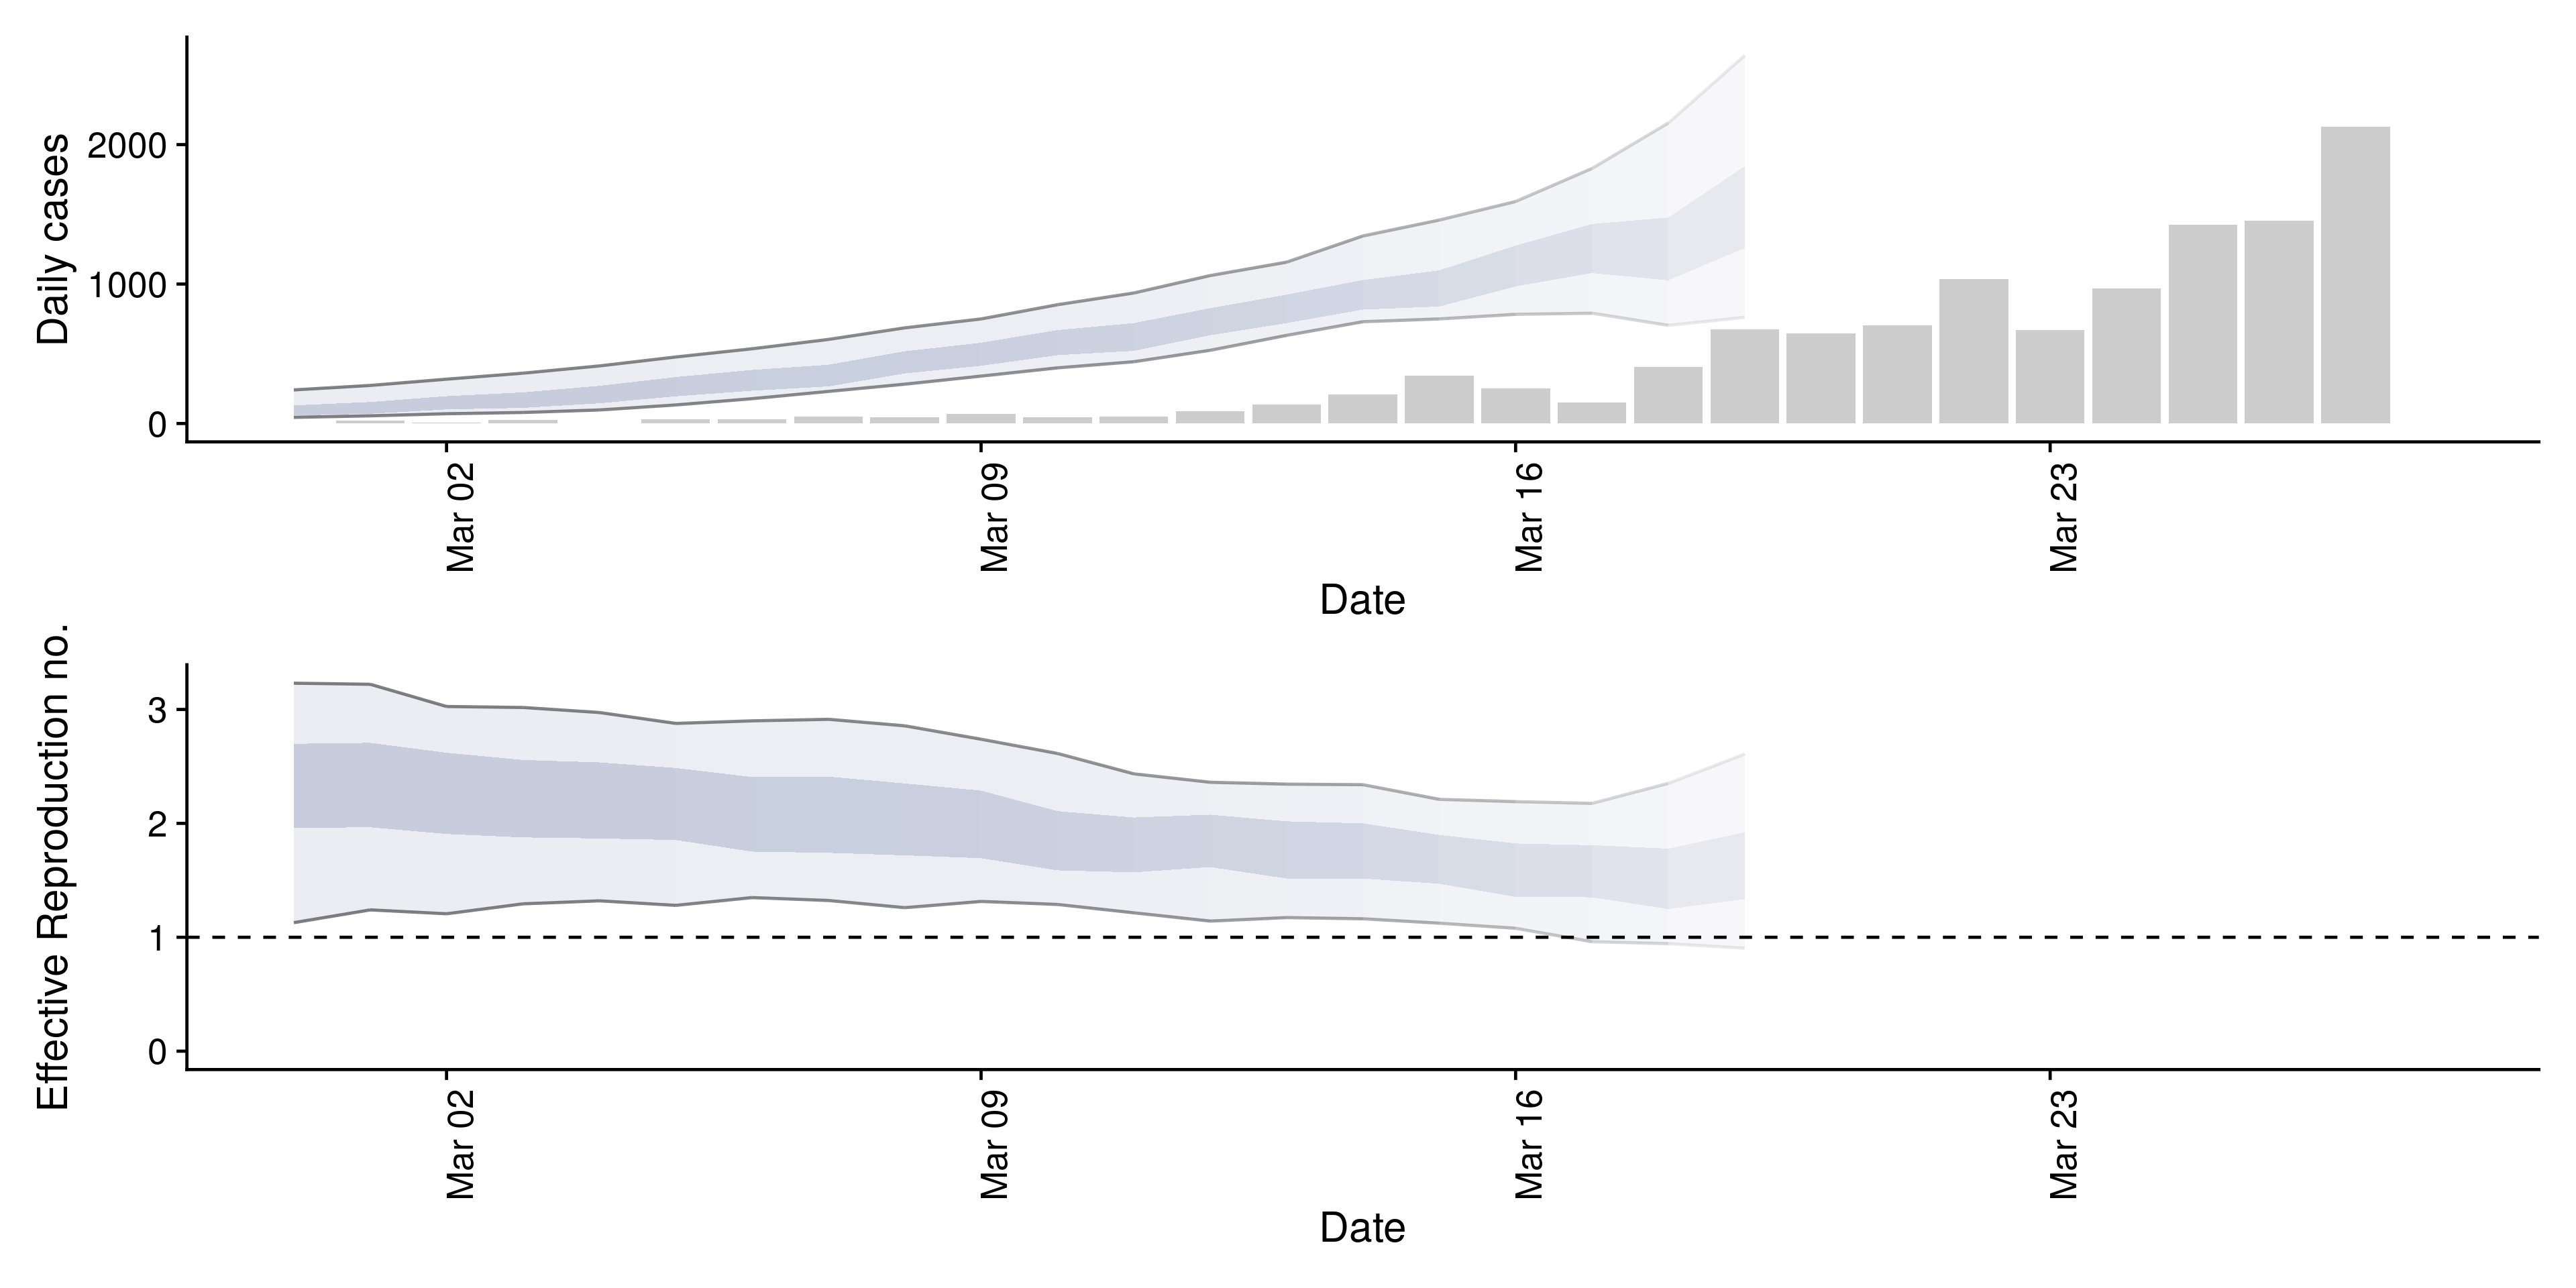 Daily cases
2000
1000
0
Mar 02
Mar 09
Mar 16
Mar 23
Date
Effective Reproduction no.
3
2
1
0
Mar 02
Mar 09
Mar 16
Mar 23
Date